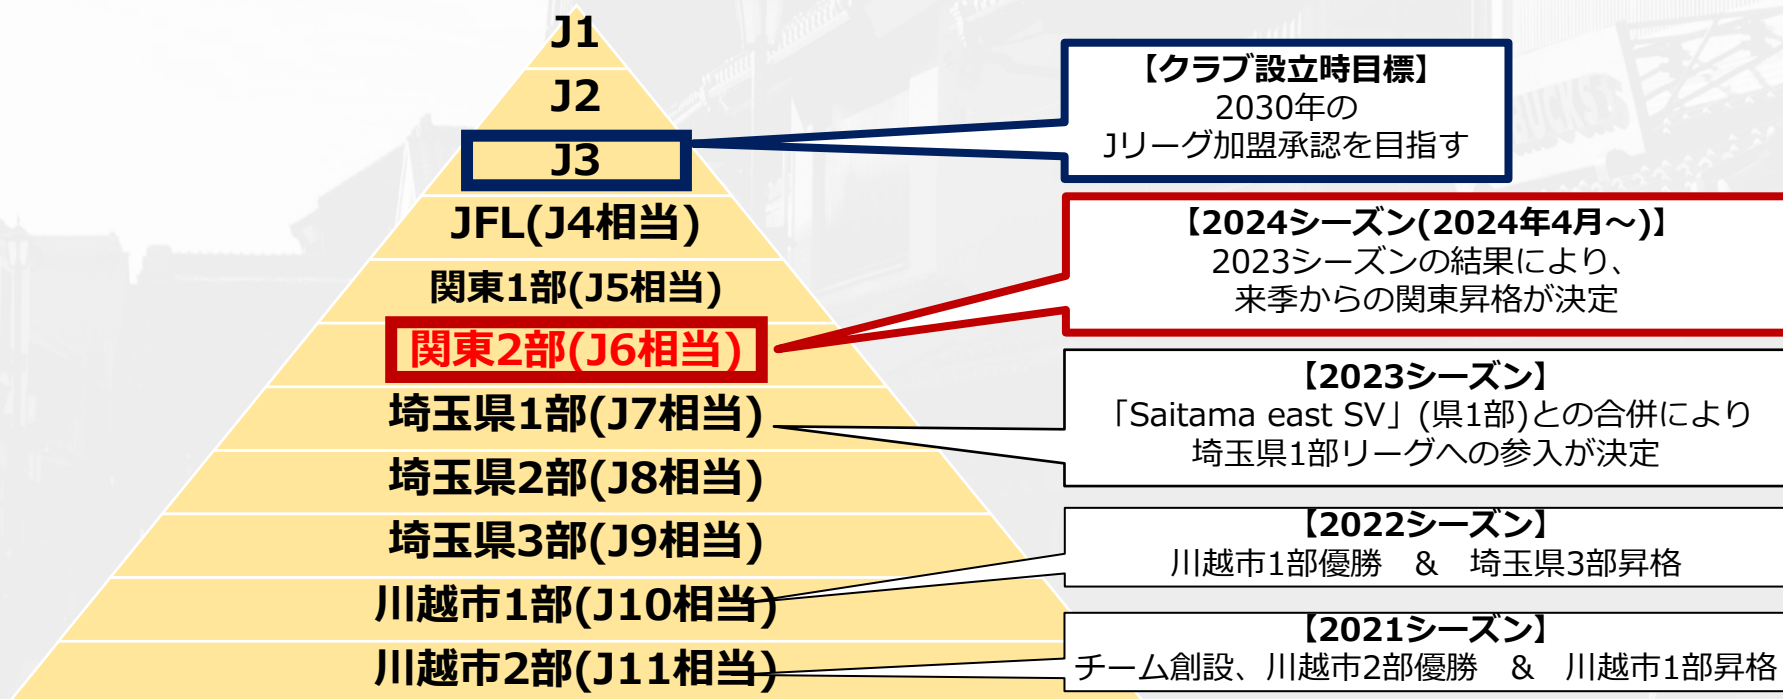 J1
J2
J3
JFL(J4相当)
関東1部(J5相当)
関東2部(J6相当)
埼玉県1部(J7相当)
埼玉県2部(J8相当)
埼玉県3部(J9相当)
川越市1部(J10相当)
川越市2部(J11相当)
【クラブ設立時目標】
2030年の
Jリーグ加盟承認を目指す
【2024シーズン(2024年4月～)】
2023シーズンの結果により、
来季からの関東昇格が決定
【2023シーズン】
「Saitama east SV」(県1部)との合併により
埼玉県1部リーグへの参入が決定
【2022シーズン】
川越市1部優勝　&　埼玉県3部昇格
【2021シーズン】
チーム創設、川越市2部優勝　&　川越市1部昇格